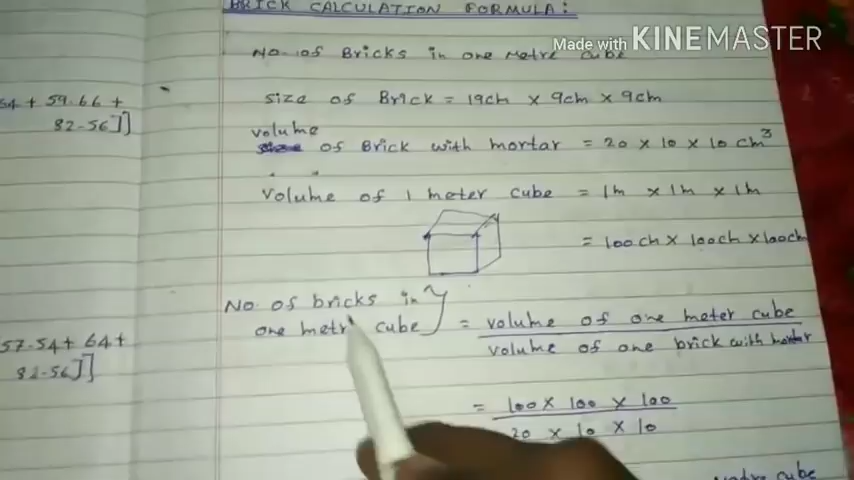 BRICK CALCULATION FORMULA:
Made with KINEMASTER
No. of Bricks in one metre cube
54 + 59.66 +
82-56]]
size of Brick = 19cm x 9cm x 9cm
volume
of Brick with mortar = 20 x 10 x 10 cm³
volume of 1 meter cube = 1m x 1m x 1m
= 100cm x 100cm x 100cm
No. of bricks in
one metre cube } = volume of one meter cube
volume of one brick with mortar
57.54 + 64 +
82-56]]
= 100 x 100 x 100
20 x 10 x 10
metre cube